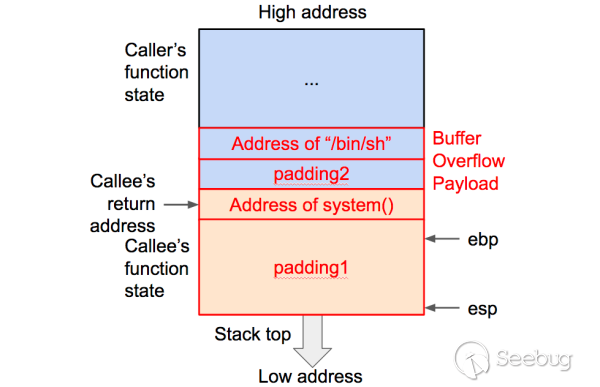 High address
Caller's
function
state
...
Address of "/bin/sh"
padding2
Address of system()
padding1
Buffer
Overflow
Payload
Callee's
return
address
Callee's
function
state
ebp
esp
Stack top
Low address
Seebug